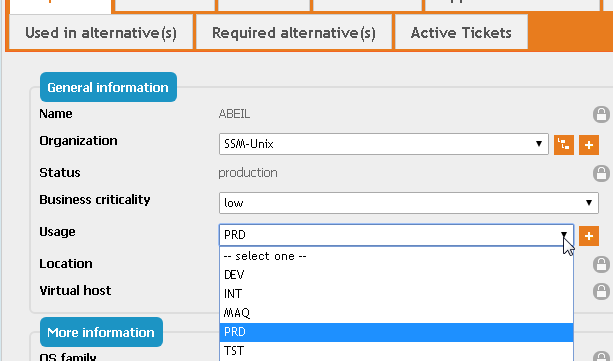 Used in alternative(s) Required alternative(s) Active Tickets
General information
Name ABEIL
Organization SSM-Unix
Status production
Business criticality low
Usage PRD
-- select one --
Location DEV
INT
Virtual host MAQ
More information PRD
OS family TST